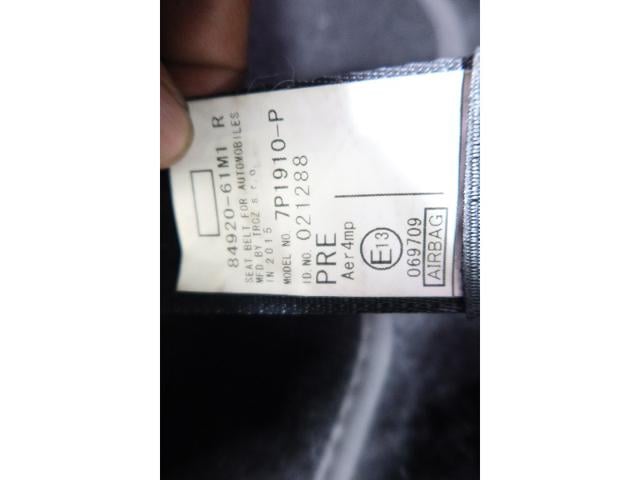 84920-61M1 R
SEAT BELT FOR AUTOMOBILES
MFD BY TRQZ s.r.o.
IN 2015
MODEL NO. 7P1910-P
ID.NO. 021288
PRE
Aer4mp
E13
069709
AIRBAG